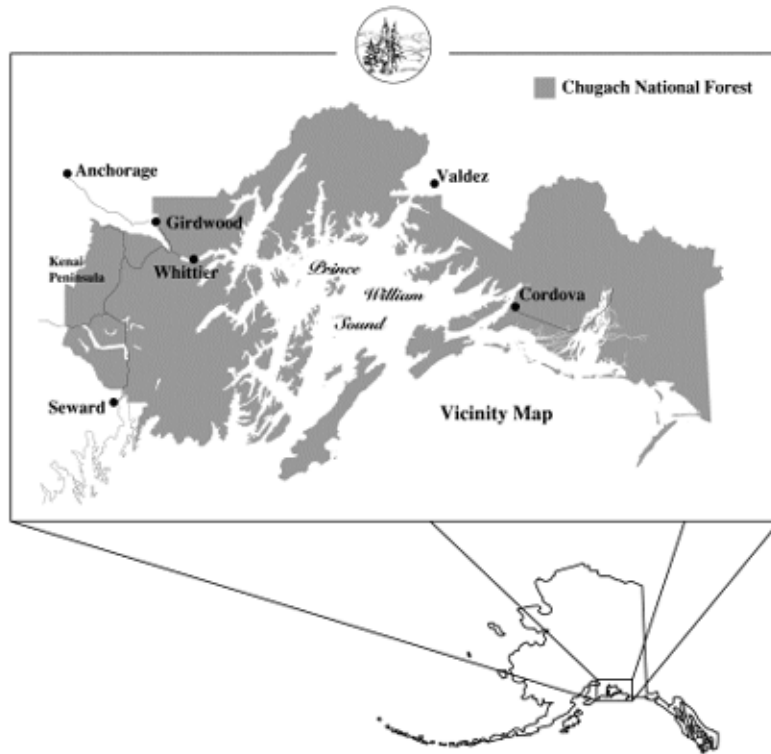 Chugach National Forest
Anchorage
Valdez
Girdwood
Kenai
Peninsula
Whittier
Prince
William
Sound
Cordova
Seward
Vicinity Map